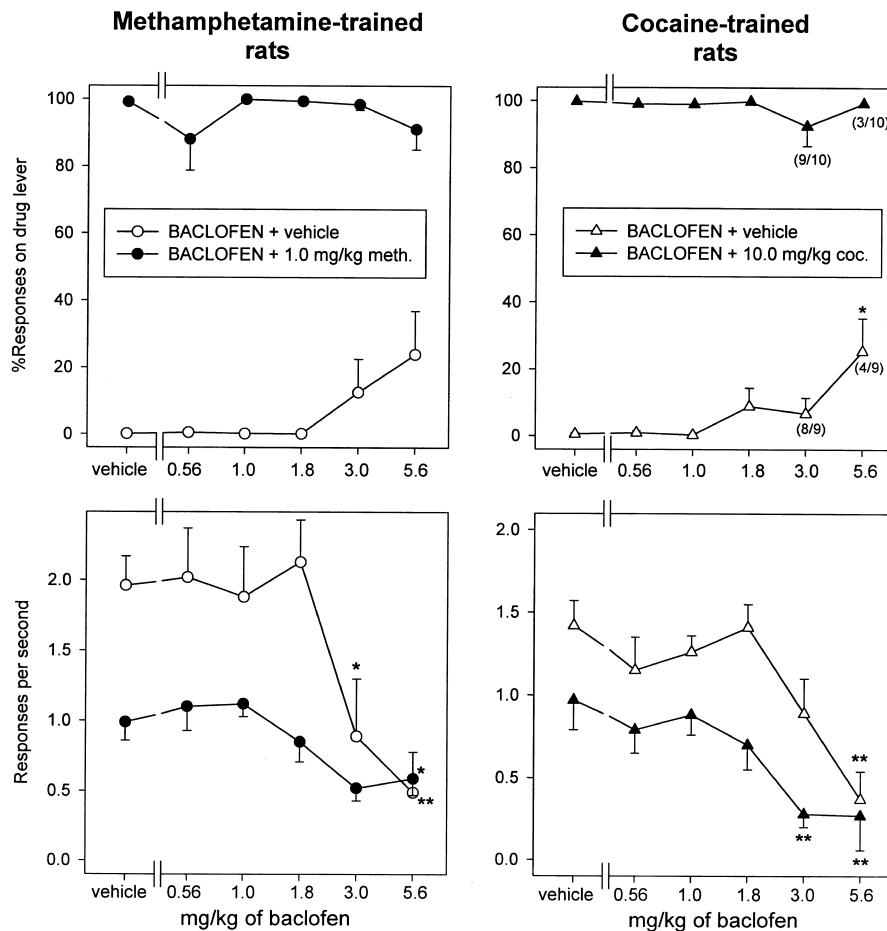 Methamphetamine-trained
rats
Cocaine-trained
rats
%Responses on drug lever
100
80
60
40
20
0
BACLOFEN + vehicle
BACLOFEN + 1.0 mg/kg meth.
vehicle 0.56 1.0 1.8 3.0 5.6
100
80
60
40
20
0
(3/10)
(9/10)
BACLOFEN + vehicle
BACLOFEN + 10.0 mg/kg coc.
*
(4/9)
(8/9)
vehicle 0.56 1.0 1.8 3.0 5.6
Responses per second
2.0
1.5
1.0
0.5
0.0
*
*
**
vehicle 0.56 1.0 1.8 3.0 5.6
mg/kg of baclofen
2.0
1.5
1.0
0.5
0.0
**
**
**
vehicle 0.56 1.0 1.8 3.0 5.6
mg/kg of baclofen